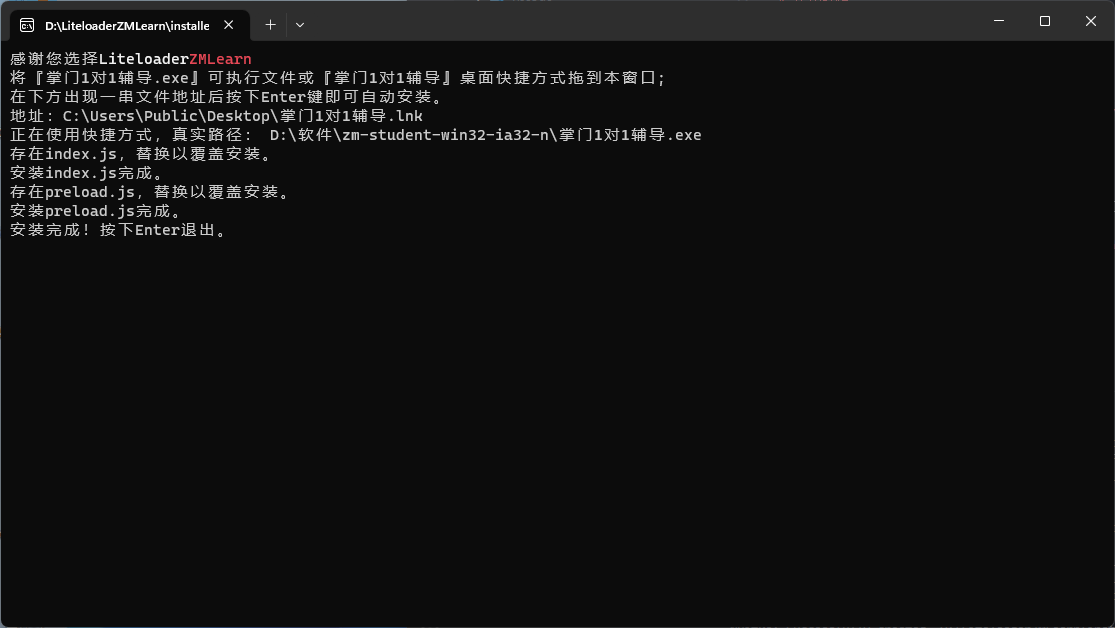 D:\LiteloaderZMLearn\installe
感谢您选择LiteloaderZMLearn
将『掌门1对1辅导.exe』可执行文件或『掌门1对1辅导』桌面快捷方式拖到本窗口;
在下方出现一串文件地址后按下Enter键即可自动安装。
地址: C:\Users\Public\Desktop\掌门1对1辅导.lnk
正在使用快捷方式，真实路径： D:\软件\zm-student-win32-ia32-n\掌门1对1辅导.exe
存在index.js，替换以覆盖安装。
安装index.js完成。
存在preload.js，替换以覆盖安装。
安装preload.js完成。
安装完成！按下Enter退出。